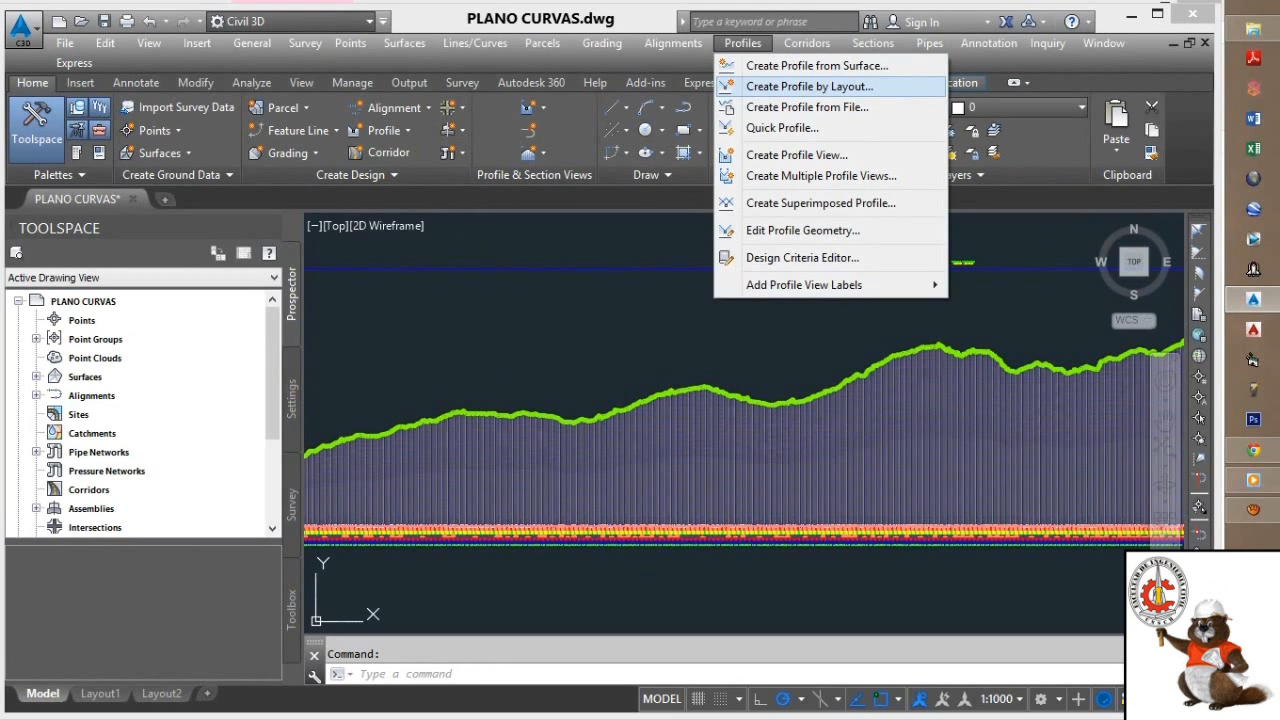 PLANO CURVAS.dwg
Civil 3D
Type a keyword or phrase
Sign In
C3D
File Edit View Insert General Survey Points Surfaces Lines/Curves Parcels Grading Alignments Profiles Corridors Sections Pipes Annotation Inquiry Window
Express
Home Insert Annotate Modify Analyze View Manage Output Survey Autodesk 360 Help Add-ins
Toolspace
Import Survey Data
Points
Surfaces
Parcel
Feature Line
Grading
Alignment
Profile
Corridor
0
Paste
Palettes
Create Ground Data
Create Design
Profile & Section Views
Draw
Clipboard
Create Profile from Surface...
Create Profile by Layout...
Create Profile from File...
Quick Profile...
Create Profile View...
Create Multiple Profile Views...
Create Superimposed Profile...
Edit Profile Geometry...
Design Criteria Editor...
Add Profile View Labels
PLANO CURVAS*
TOOLSPACE
Active Drawing View
PLANO CURVAS
Points
Point Groups
Point Clouds
Surfaces
Alignments
Sites
Catchments
Pipe Networks
Pressure Networks
Corridors
Assemblies
Intersections
Prospector
Settings
Survey
Toolbox
[−][Top][2D Wireframe]
N
W TOP E
S
WCS
Y
X
Command:
Type a command
Model Layout1 Layout2
MODEL
1:1000